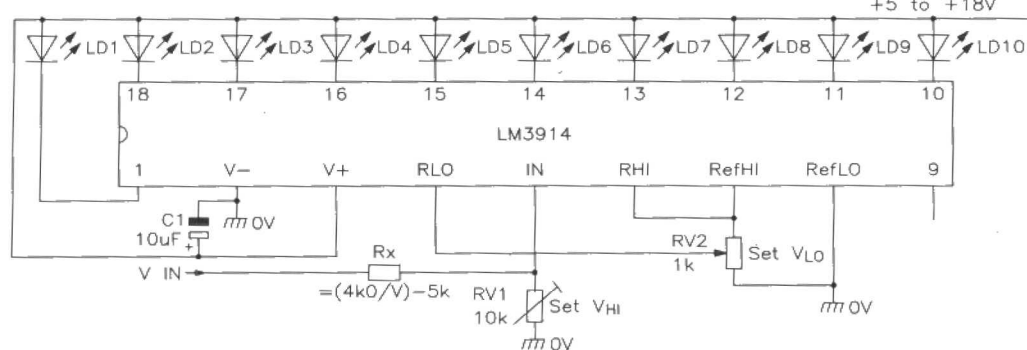 +5 to +18V
LD1 LD2 LD3 LD4 LD5 LD6 LD7 LD8 LD9 LD10
18 17 16 15 14 13 12 11 10
LM3914
1 V- V+ RLO IN RHI RefHI RefLO 9
C1
10uF
+
0V
Rx
V IN
=(4k0/V)-5k
RV1
10k
Set VHI
0V
RV2
1k
Set VLO
0V